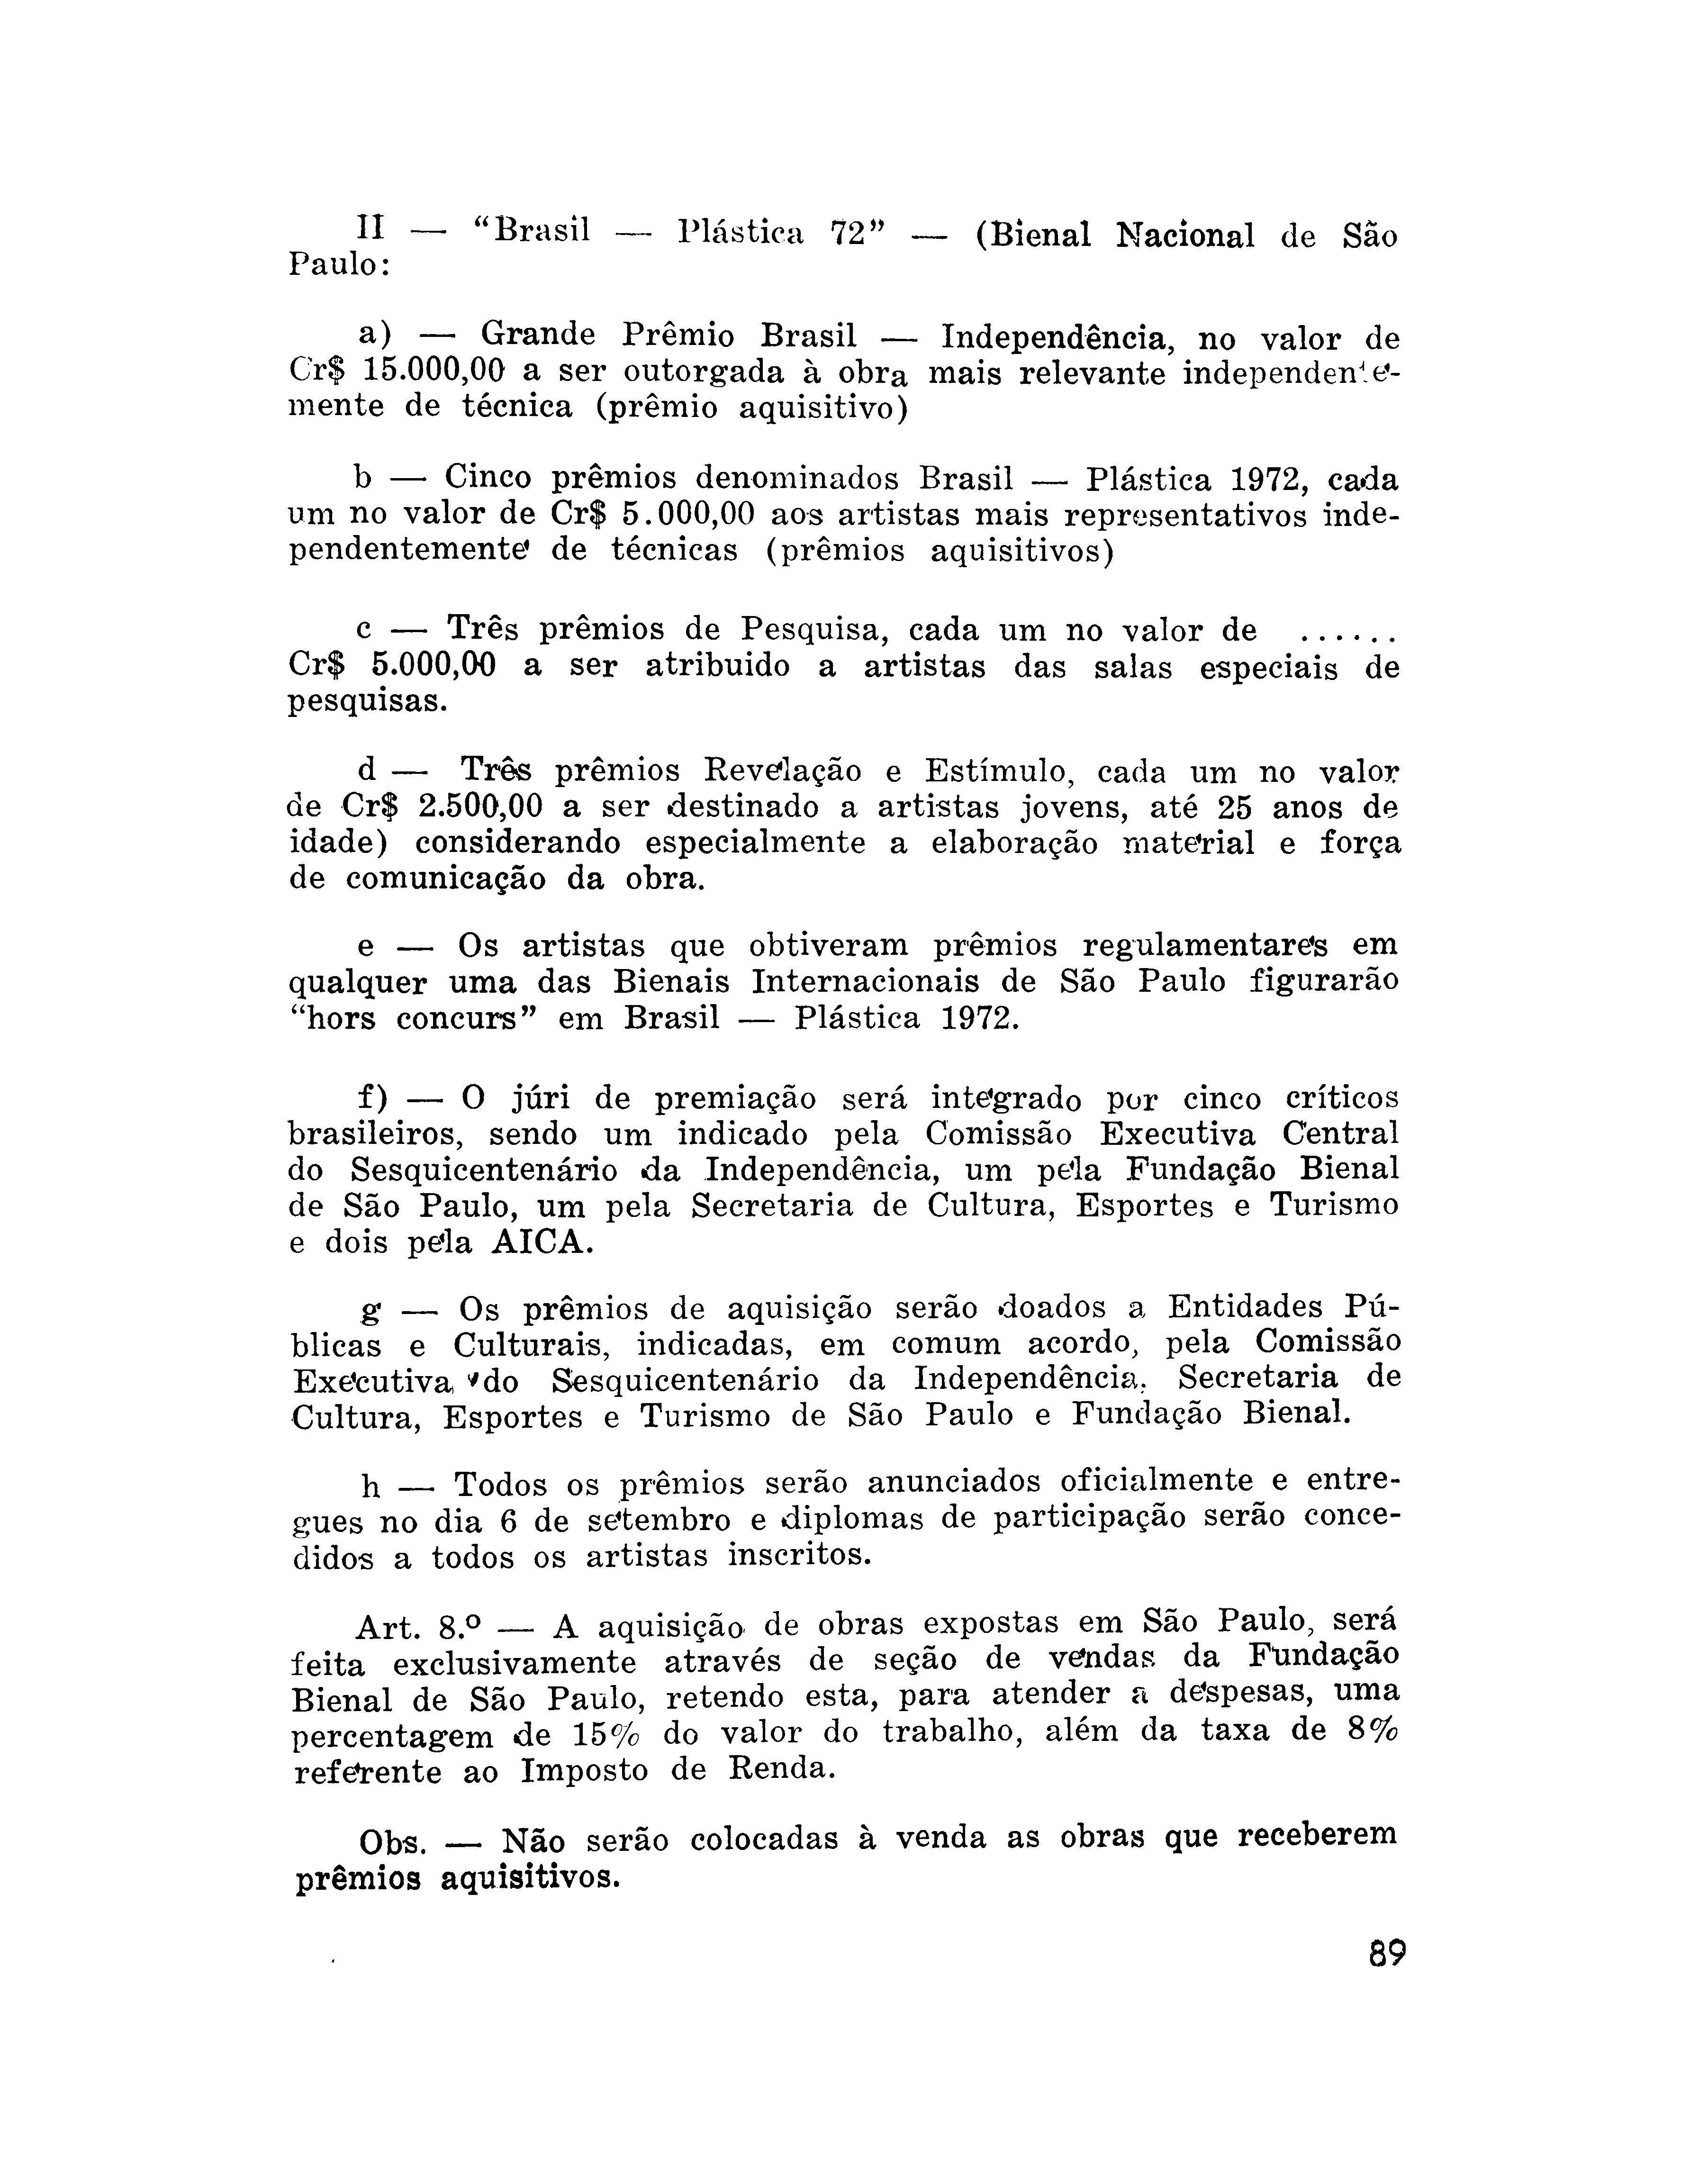 II — “Brasil — Plástica 72” — (Bienal Nacional de São
Paulo:
a) — Grande Prêmio Brasil — Independência, no valor de
Cr$ 15.000,00 a ser outorgada à obra mais relevante independente-
mente de técnica (prêmio aquisitivo)
b — Cinco prêmios denominados Brasil — Plástica 1972, cada
um no valor de Cr$ 5.000,00 aos artistas mais representativos inde-
pendentemente de técnicas (prêmios aquisitivos)
c — Três prêmios de Pesquisa, cada um no valor de ......
Cr$ 5.000,00 a ser atribuido a artistas das salas especiais de
pesquisas.
d — Três prêmios Revelação e Estímulo, cada um no valor
de Cr$ 2.500,00 a ser destinado a artistas jovens, até 25 anos de
idade) considerando especialmente a elaboração material e força
de comunicação da obra.
e — Os artistas que obtiveram prêmios regulamentares em
qualquer uma das Bienais Internacionais de São Paulo figurarão
“hors concurs” em Brasil — Plástica 1972.
f) — O júri de premiação será integrado por cinco críticos
brasileiros, sendo um indicado pela Comissão Executiva Central
do Sesquicentenário da Independência, um pela Fundação Bienal
de São Paulo, um pela Secretaria de Cultura, Esportes e Turismo
e dois pela AICA.
g — Os prêmios de aquisição serão doados a Entidades Pú-
blicas e Culturais, indicadas, em comum acordo, pela Comissão
Executiva do Sesquicentenário da Independência, Secretaria de
Cultura, Esportes e Turismo de São Paulo e Fundação Bienal.
h — Todos os prêmios serão anunciados oficialmente e entre-
gues no dia 6 de setembro e diplomas de participação serão conce-
didos a todos os artistas inscritos.
Art. 8.º — A aquisição de obras expostas em São Paulo, será
feita exclusivamente através de seção de vendas da Fundação
Bienal de São Paulo, retendo esta, para atender a despesas, uma
percentagem de 15% do valor do trabalho, além da taxa de 8%
referente ao Imposto de Renda.
Obs. — Não serão colocadas à venda as obras que receberem
prêmios aquisitivos.
89